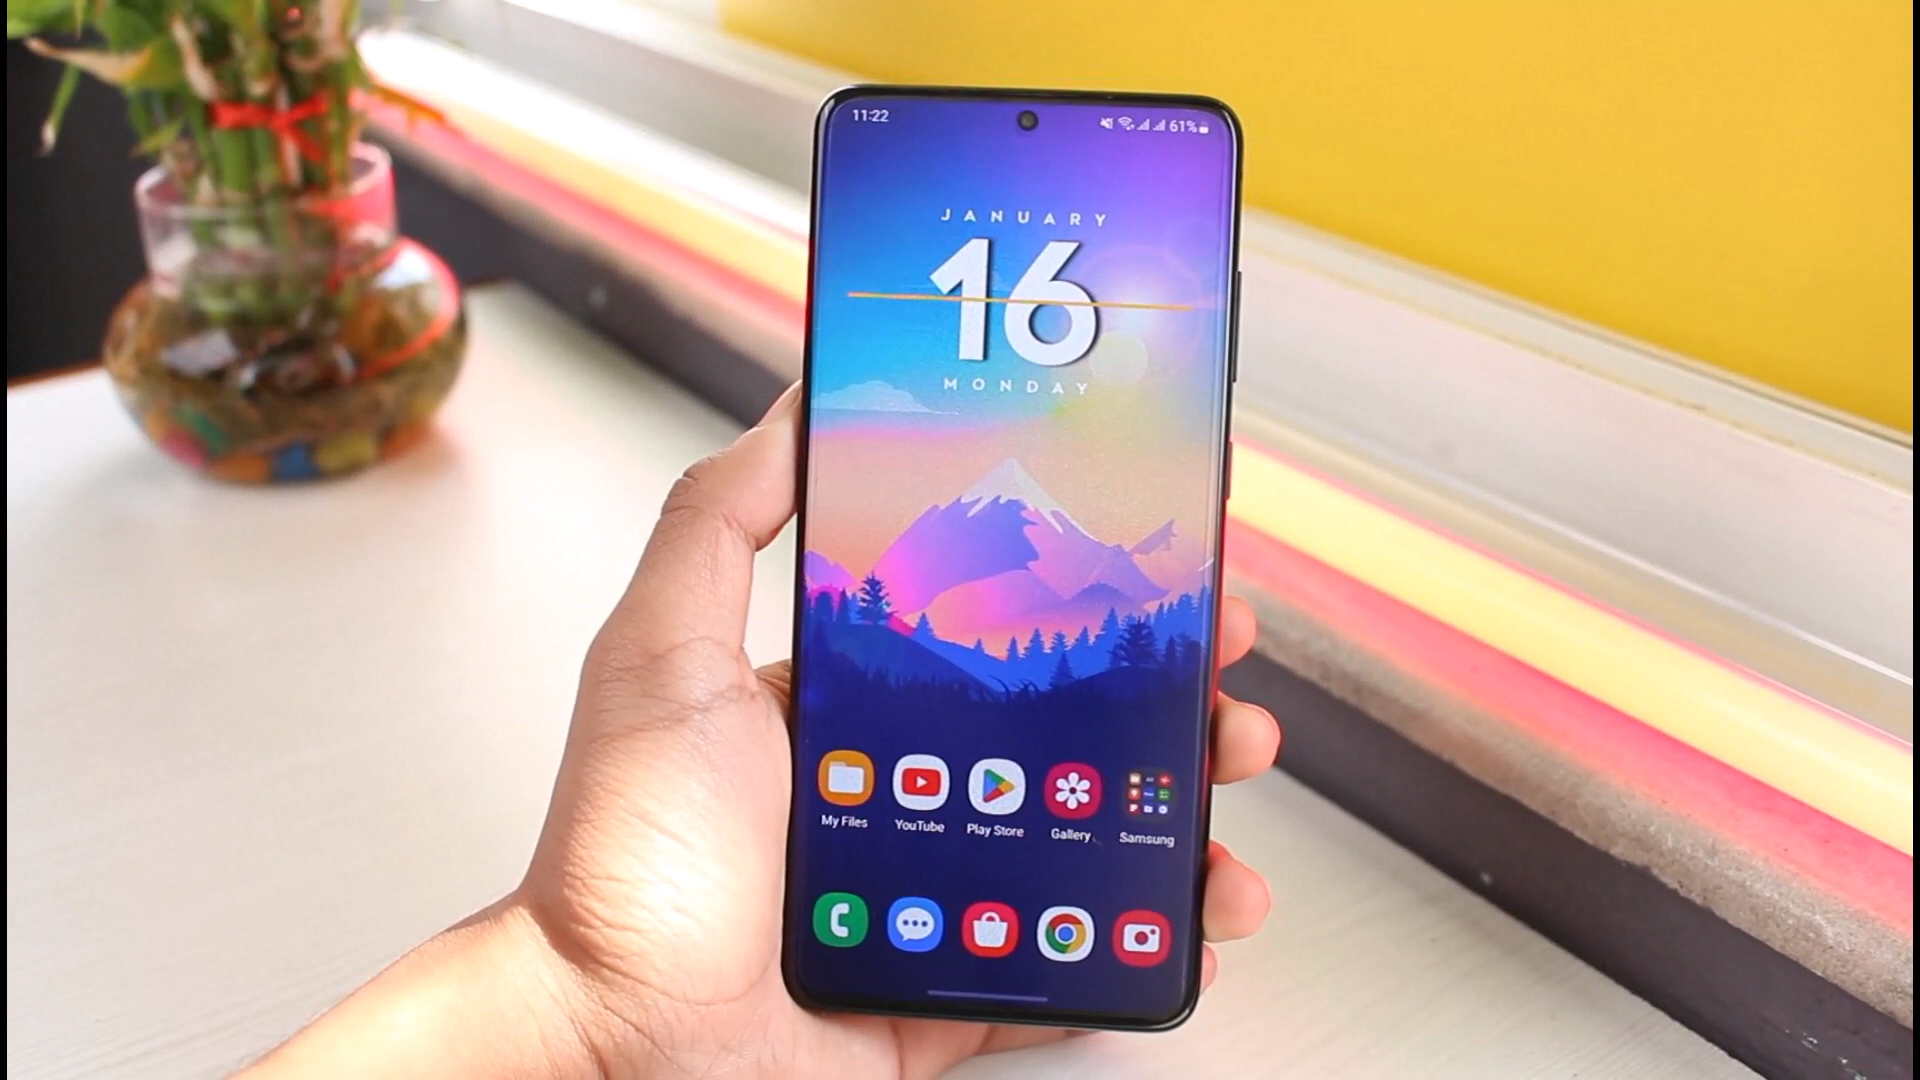 11:22
61%
JANUARY
16
MONDAY
My Files
YouTube
Play Store
Gallery
Samsung